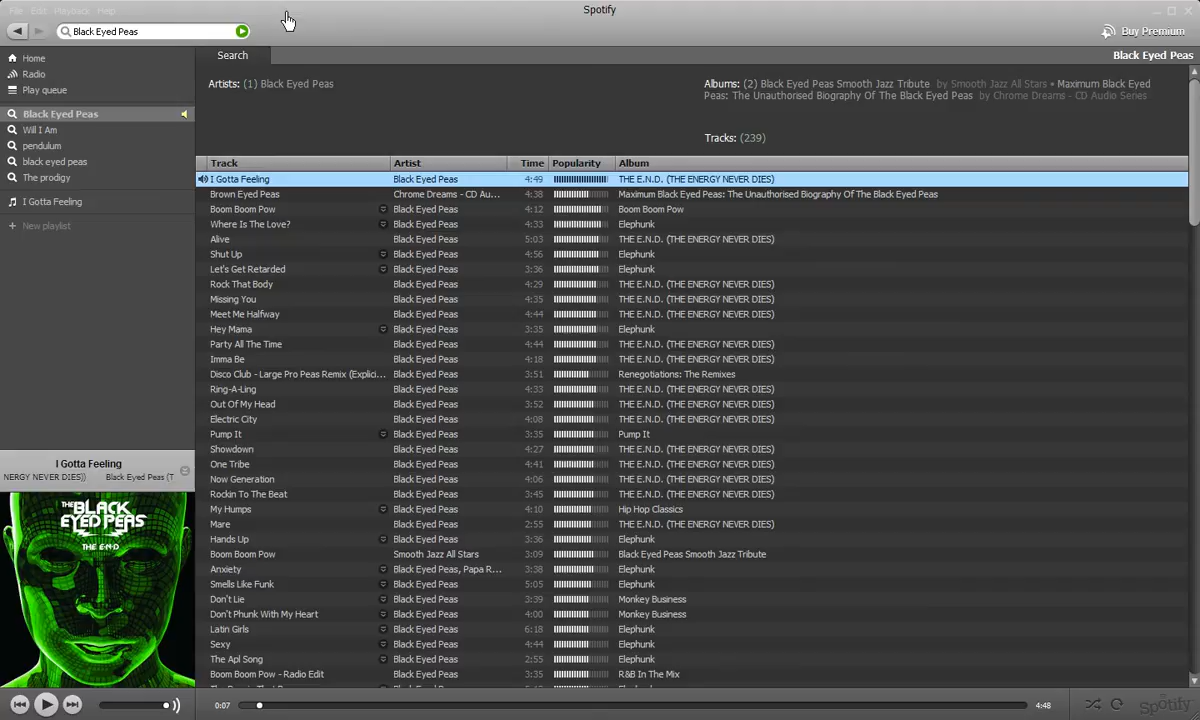 File Edit Playback Help
Spotify
Black Eyed Peas
Buy Premium
Home
Radio
Play queue
Black Eyed Peas
Will I Am
pendulum
black eyed peas
The prodigy
I Gotta Feeling
New playlist
Search
Black Eyed Peas
Artists: (1) Black Eyed Peas
Albums: (2) Black Eyed Peas Smooth Jazz Tribute by Smooth Jazz All Stars • Maximum Black Eyed
Peas: The Unauthorised Biography Of The Black Eyed Peas by Chrome Dreams - CD Audio Series
Tracks: (239)
Track Artist Time Popularity Album
I Gotta Feeling Black Eyed Peas 4:49 THE E.N.D. (THE ENERGY NEVER DIES)
Brown Eyed Peas Chrome Dreams - CD Au... 4:38 Maximum Black Eyed Peas: The Unauthorised Biography Of The Black Eyed Peas
Boom Boom Pow Black Eyed Peas 4:12 Boom Boom Pow
Where Is The Love? Black Eyed Peas 4:33 Elephunk
Alive Black Eyed Peas 5:03 THE E.N.D. (THE ENERGY NEVER DIES)
Shut Up Black Eyed Peas 4:56 Elephunk
Let's Get Retarded Black Eyed Peas 3:36 Elephunk
Rock That Body Black Eyed Peas 4:29 THE E.N.D. (THE ENERGY NEVER DIES)
Missing You Black Eyed Peas 4:35 THE E.N.D. (THE ENERGY NEVER DIES)
Meet Me Halfway Black Eyed Peas 4:44 THE E.N.D. (THE ENERGY NEVER DIES)
Hey Mama Black Eyed Peas 3:35 Elephunk
Party All The Time Black Eyed Peas 4:44 THE E.N.D. (THE ENERGY NEVER DIES)
Imma Be Black Eyed Peas 4:18 THE E.N.D. (THE ENERGY NEVER DIES)
Disco Club - Large Pro Peas Remix (Explici... Black Eyed Peas 3:51 Renegotiations: The Remixes
Ring-A-Ling Black Eyed Peas 4:33 THE E.N.D. (THE ENERGY NEVER DIES)
Out Of My Head Black Eyed Peas 3:52 THE E.N.D. (THE ENERGY NEVER DIES)
Electric City Black Eyed Peas 4:08 THE E.N.D. (THE ENERGY NEVER DIES)
Pump It Black Eyed Peas 3:35 Pump It
Showdown Black Eyed Peas 4:27 THE E.N.D. (THE ENERGY NEVER DIES)
One Tribe Black Eyed Peas 4:41 THE E.N.D. (THE ENERGY NEVER DIES)
Now Generation Black Eyed Peas 4:06 THE E.N.D. (THE ENERGY NEVER DIES)
Rockin To The Beat Black Eyed Peas 3:45 THE E.N.D. (THE ENERGY NEVER DIES)
My Humps Black Eyed Peas 4:10 Hip Hop Classics
Mare Black Eyed Peas 2:55 THE E.N.D. (THE ENERGY NEVER DIES)
Hands Up Black Eyed Peas 3:36 Elephunk
Boom Boom Pow Smooth Jazz All Stars 3:09 Black Eyed Peas Smooth Jazz Tribute
Anxiety Black Eyed Peas, Papa R... 3:38 Elephunk
Smells Like Funk Black Eyed Peas 5:05 Elephunk
Don't Lie Black Eyed Peas 3:39 Monkey Business
Don't Phunk With My Heart Black Eyed Peas 4:00 Monkey Business
Latin Girls Black Eyed Peas 6:18 Elephunk
Sexy Black Eyed Peas 4:44 Elephunk
The Apl Song Black Eyed Peas 2:55 Elephunk
Boom Boom Pow - Radio Edit Black Eyed Peas 3:35 R&B In The Mix
I Gotta Feeling
NERGY NEVER DIES)) Black Eyed Peas (T
THE BLACK
EYED PEAS
THE E.N.D
0:07 4:48
Spotify